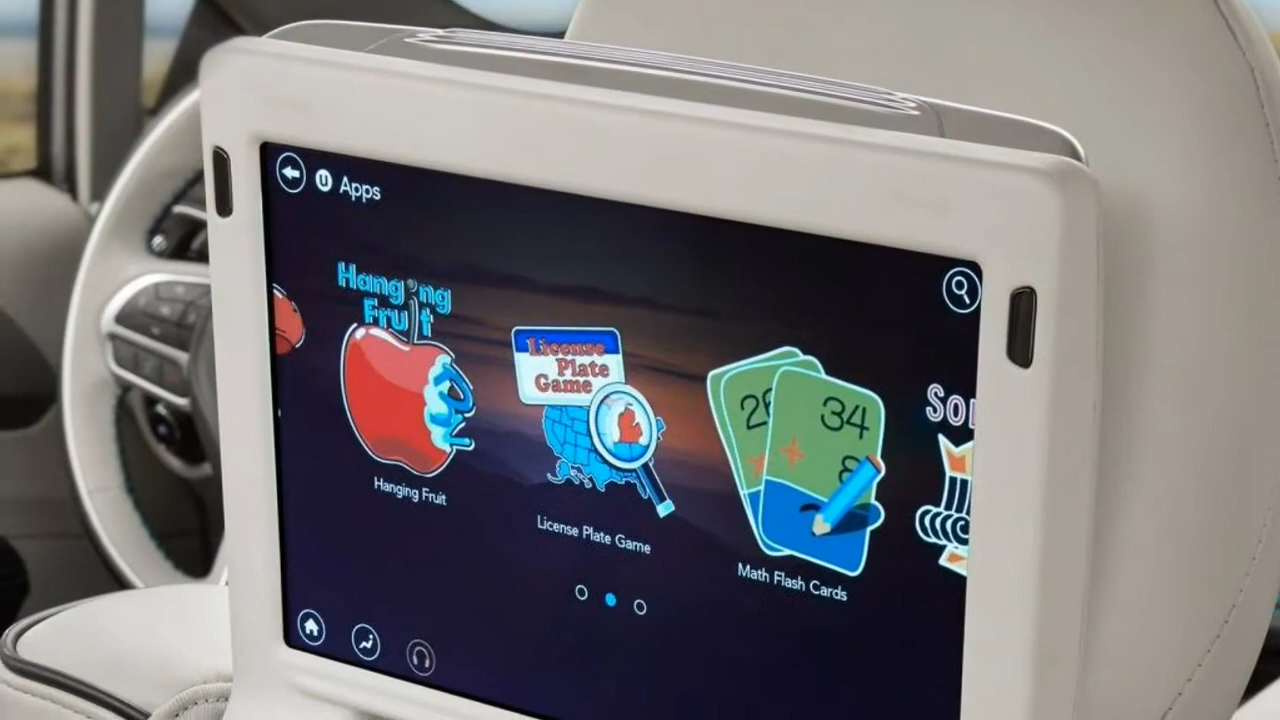 U Apps
Hanging
Fruit
License
Plate
Game
34
Hanging Fruit
License Plate Game
Math Flash Cards